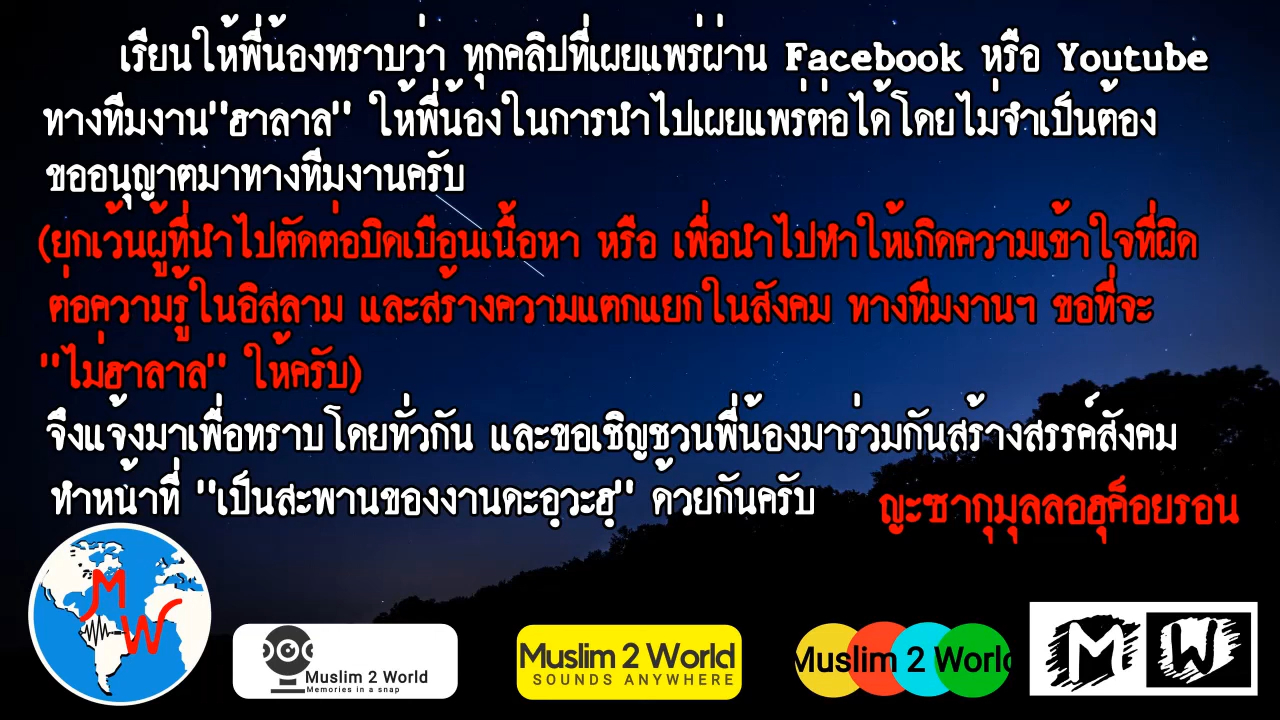 เรียนให้พี่น้องทราบว่า ทุกคลิปที่เผยแพร่ผ่าน Facebook หรือ Youtube
ทางทีมงาน"ฮาลาล" ให้พี่น้องในการนำไปเผยแพร่ต่อได้โดยไม่จำเป็นต้อง
ขออนุญาตมาทางทีมงานครับ
(ยกเว้นผู้ที่นำไปตัดต่อบิดเบือนเนื้อหา หรือ เพื่อนำไปทำให้เกิดความเข้าใจที่ผิด
ต่อความรู้ในอิสลาม และสร้างความแตกแยกในสังคม ทางทีมงานฯ ขอที่จะ
"ไม่ฮาลาล" ให้ครับ)
จึงแจ้งมาเพื่อทราบโดยทั่วกัน และขอเชิญชวนพี่น้องมาร่วมกันสร้างสรรค์สังคม
ทำหน้าที่ "เป็นสะพานของงานดะอฺวะฮฺ" ด้วยกันครับ
ญะซากุมุลลอฮุค็อยรอน
MW
Muslim 2 World
Memories in a snap
Muslim 2 World
SOUNDS ANYWHERE
Muslim 2 World
M W